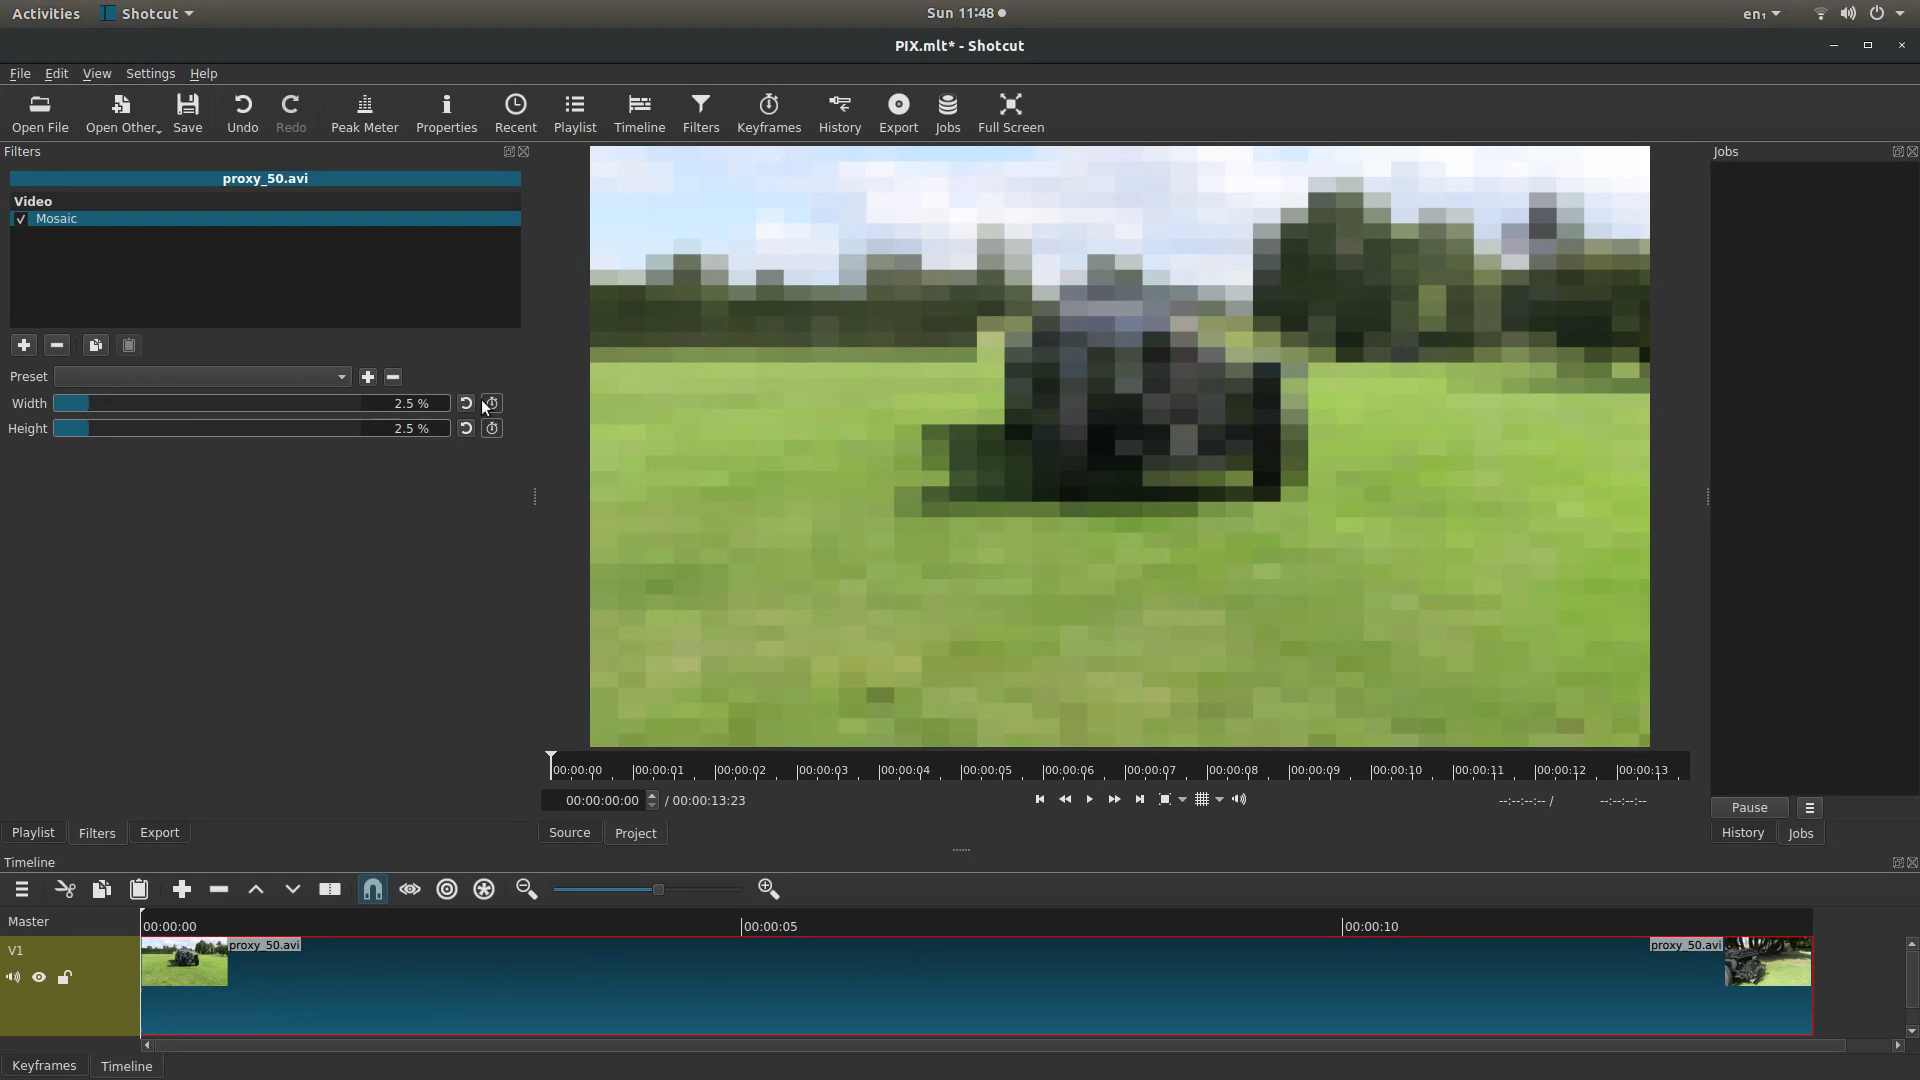 Activities Shotcut Sun 11:48 en₁
PIX.mlt* - Shotcut
File Edit View Settings Help
Open File Open Other Save Undo Redo Peak Meter Properties Recent Playlist Timeline Filters Keyframes History Export Jobs Full Screen
Filters
Jobs
proxy_50.avi
Video
Mosaic
Preset
Width 2.5 %
Height 2.5 %
00:00:00 00:00:01 00:00:02 00:00:03 00:00:04 00:00:05 00:00:06 00:00:07 00:00:08 00:00:09 00:00:10 00:00:11 00:00:12 00:00:13
00:00:00:00 / 00:00:13:23 --:--:--:-- / --:--:--:--
Pause
Playlist Filters Export Source Project History Jobs
Timeline
Master 00:00:00 00:00:05 00:00:10
V1 proxy_50.avi proxy_50.avi
Keyframes Timeline